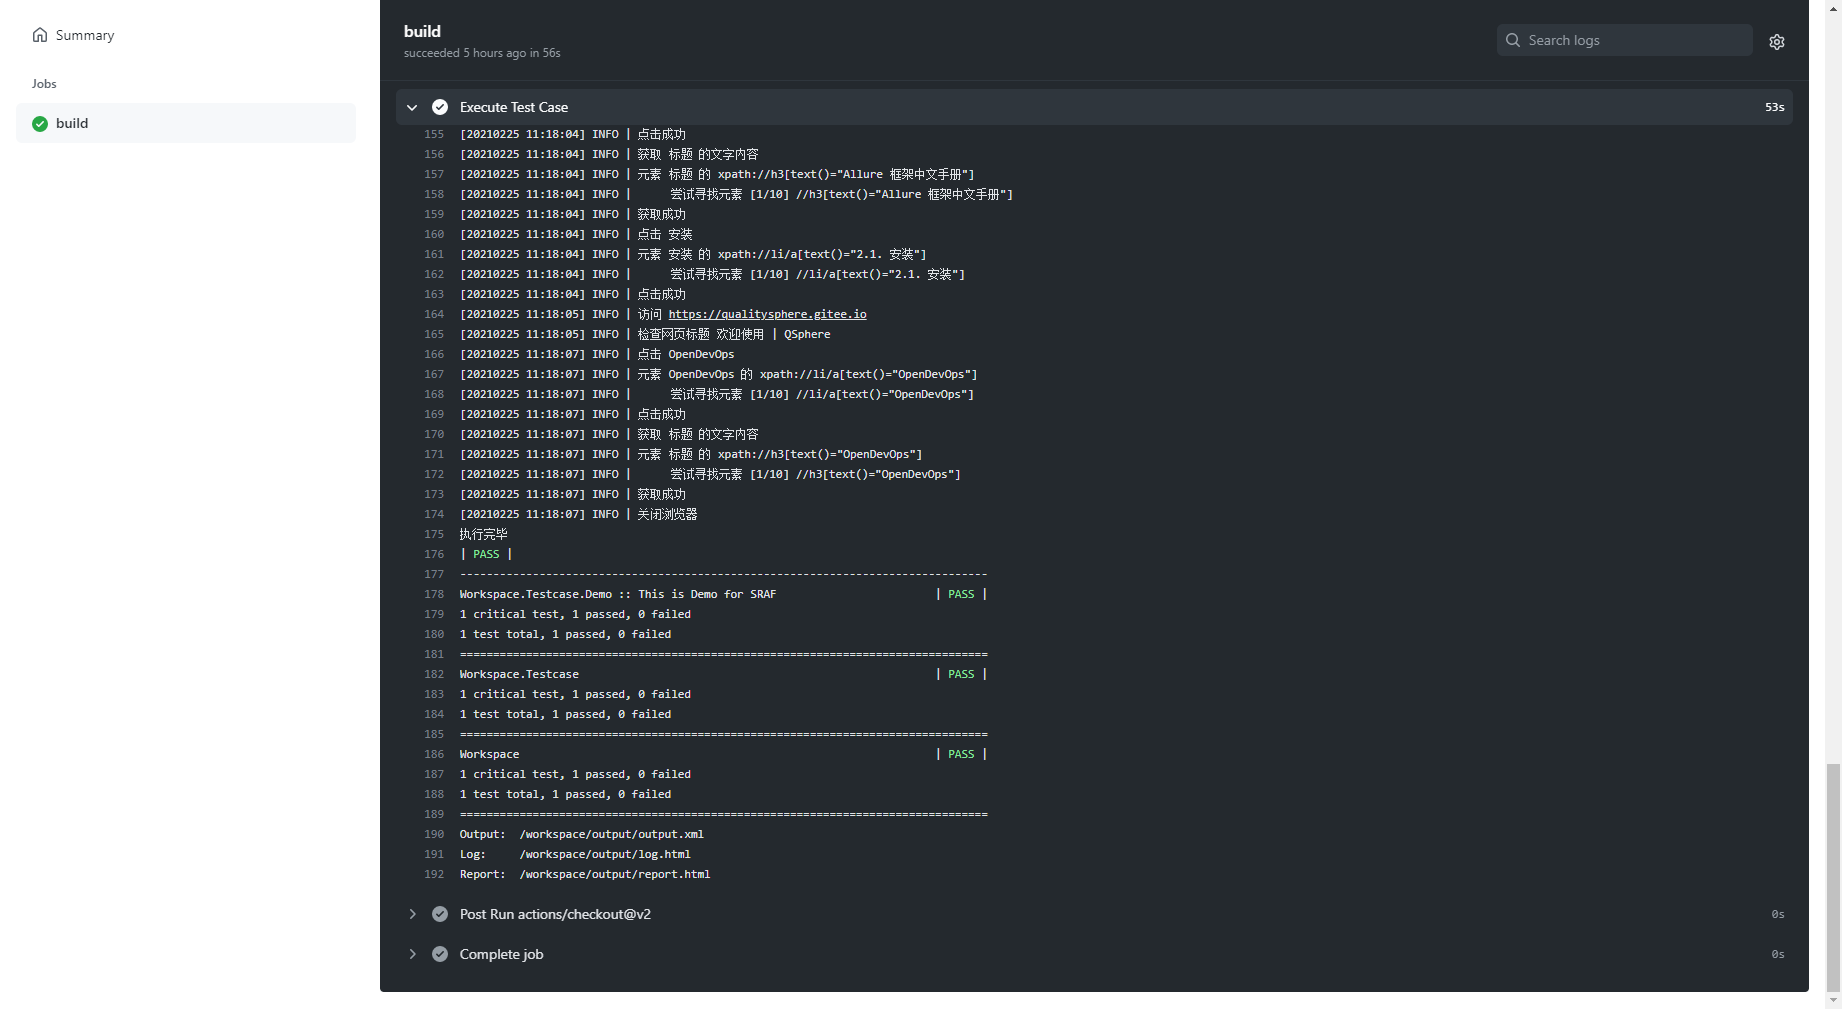 Summary
Jobs
build
build
succeeded 5 hours ago in 56s
Search logs
Execute Test Case
53s
155 [20210225 11:18:04] INFO | 点击成功
156 [20210225 11:18:04] INFO | 获取 标题 的文字内容
157 [20210225 11:18:04] INFO | 元素 标题 的 xpath://h3[text()="Allure 框架中文手册"]
158 [20210225 11:18:04] INFO |      尝试寻找元素 [1/10] //h3[text()="Allure 框架中文手册"]
159 [20210225 11:18:04] INFO | 获取成功
160 [20210225 11:18:04] INFO | 点击 安装
161 [20210225 11:18:04] INFO | 元素 安装 的 xpath://li/a[text()="2.1. 安装"]
162 [20210225 11:18:04] INFO |      尝试寻找元素 [1/10] //li/a[text()="2.1. 安装"]
163 [20210225 11:18:04] INFO | 点击成功
164 [20210225 11:18:05] INFO | 访问 https://qualitysphere.gitee.io
165 [20210225 11:18:05] INFO | 检查网页标题 欢迎使用 | QSphere
166 [20210225 11:18:07] INFO | 点击 OpenDevOps
167 [20210225 11:18:07] INFO | 元素 OpenDevOps 的 xpath://li/a[text()="OpenDevOps"]
168 [20210225 11:18:07] INFO |      尝试寻找元素 [1/10] //li/a[text()="OpenDevOps"]
169 [20210225 11:18:07] INFO | 点击成功
170 [20210225 11:18:07] INFO | 获取 标题 的文字内容
171 [20210225 11:18:07] INFO | 元素 标题 的 xpath://h3[text()="OpenDevOps"]
172 [20210225 11:18:07] INFO |      尝试寻找元素 [1/10] //h3[text()="OpenDevOps"]
173 [20210225 11:18:07] INFO | 获取成功
174 [20210225 11:18:07] INFO | 关闭浏览器
175 执行完毕
176 | PASS |
177 --------------------------------------------------------------------------------
178 Workspace.Testcase.Demo :: This is Demo for SRAF                        | PASS |
179 1 critical test, 1 passed, 0 failed
180 1 test total, 1 passed, 0 failed
181 ================================================================================
182 Workspace.Testcase                                                      | PASS |
183 1 critical test, 1 passed, 0 failed
184 1 test total, 1 passed, 0 failed
185 ================================================================================
186 Workspace                                                               | PASS |
187 1 critical test, 1 passed, 0 failed
188 1 test total, 1 passed, 0 failed
189 ================================================================================
190 Output:  /workspace/output/output.xml
191 Log:     /workspace/output/log.html
192 Report:  /workspace/output/report.html
Post Run actions/checkout@v2
0s
Complete job
0s